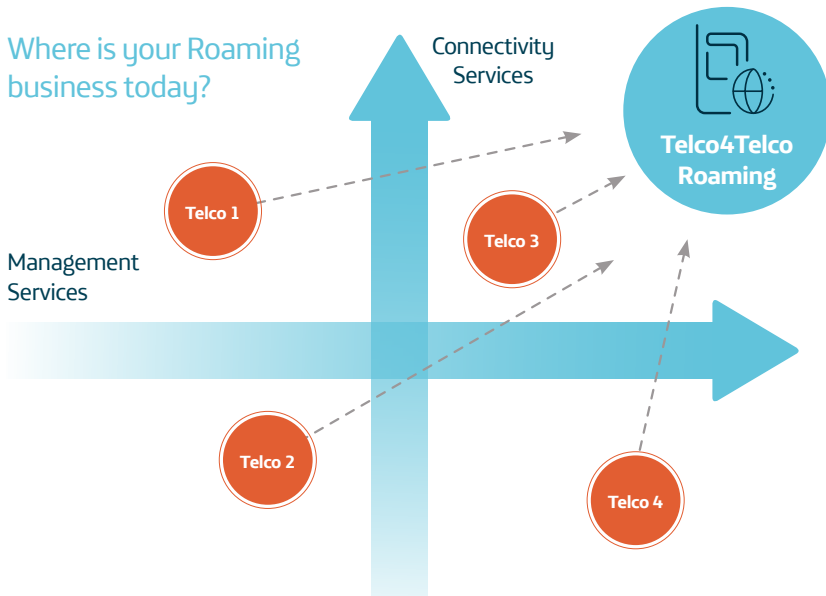 Where is your Roaming
business today?
Connectivity
Services
Telco4Telco
Roaming
Telco 1
Telco 3
Management
Services
Telco 2
Telco 4